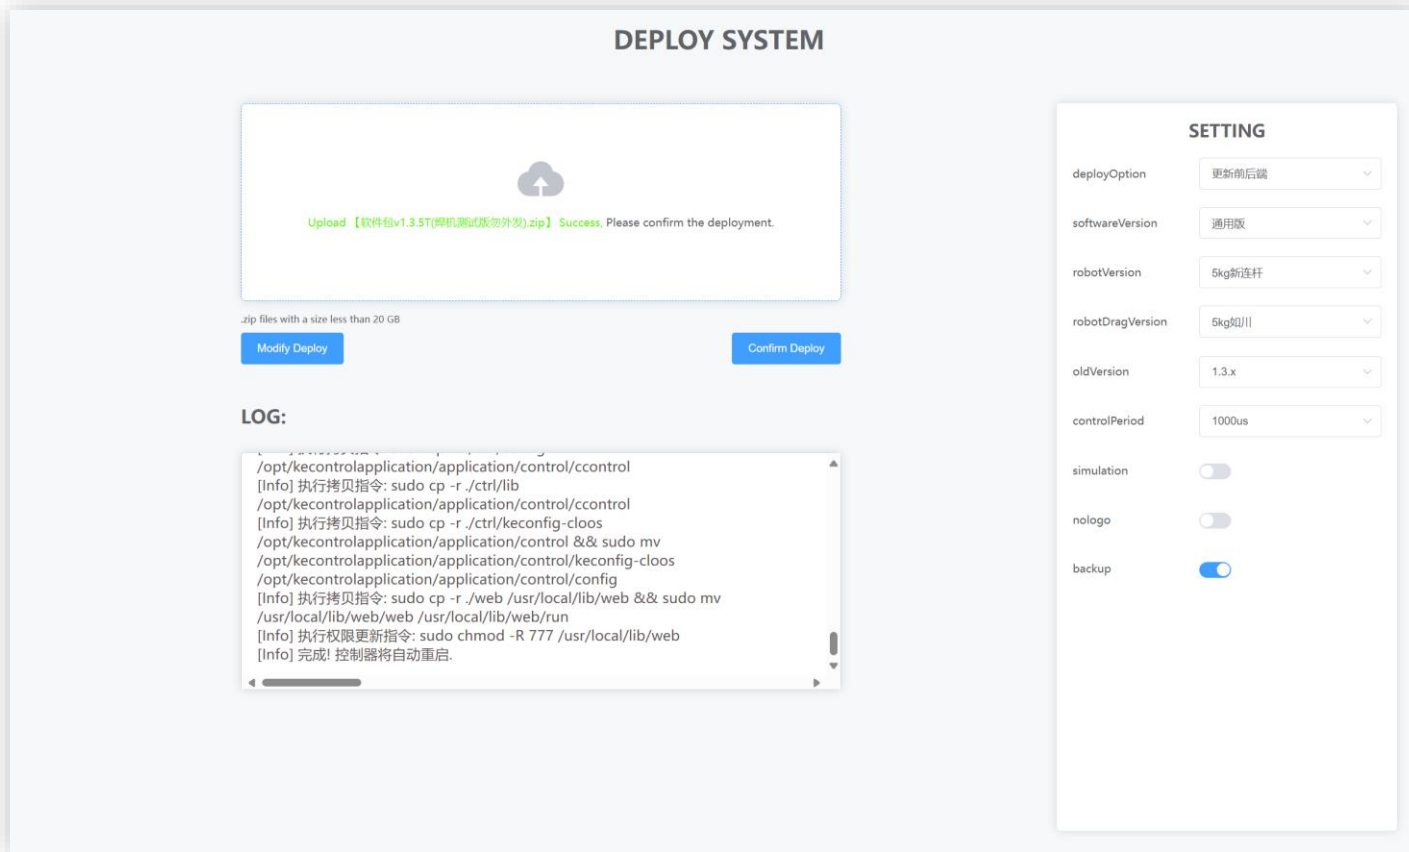 DEPLOY SYSTEM
Upload 【软件包v1.3.5T(焊机测试版勿外发).zip】 Success, Please confirm the deployment.
.zip files with a size less than 20 GB
Modify Deploy
Confirm Deploy
LOG:
/opt/kecontrolapplication/application/control/ccontrol
[Info] 执行拷贝指令: sudo cp -r ./ctrl/lib
/opt/kecontrolapplication/application/control/ccontrol
[Info] 执行拷贝指令: sudo cp -r ./ctrl/keconfig-cloos
/opt/kecontrolapplication/application/control && sudo mv
/opt/kecontrolapplication/application/control/keconfig-cloos
/opt/kecontrolapplication/application/control/config
[Info] 执行拷贝指令: sudo cp -r ./web /usr/local/lib/web && sudo mv
/usr/local/lib/web/web /usr/local/lib/web/run
[Info] 执行权限更新指令: sudo chmod -R 777 /usr/local/lib/web
[Info] 完成! 控制器将自动重启.
SETTING
deployOption 更新前后端
softwareVersion 通用版
robotVersion 5kg新连杆
robotDragVersion 5kg如川
oldVersion 1.3.x
controlPeriod 1000us
simulation
nologo
backup